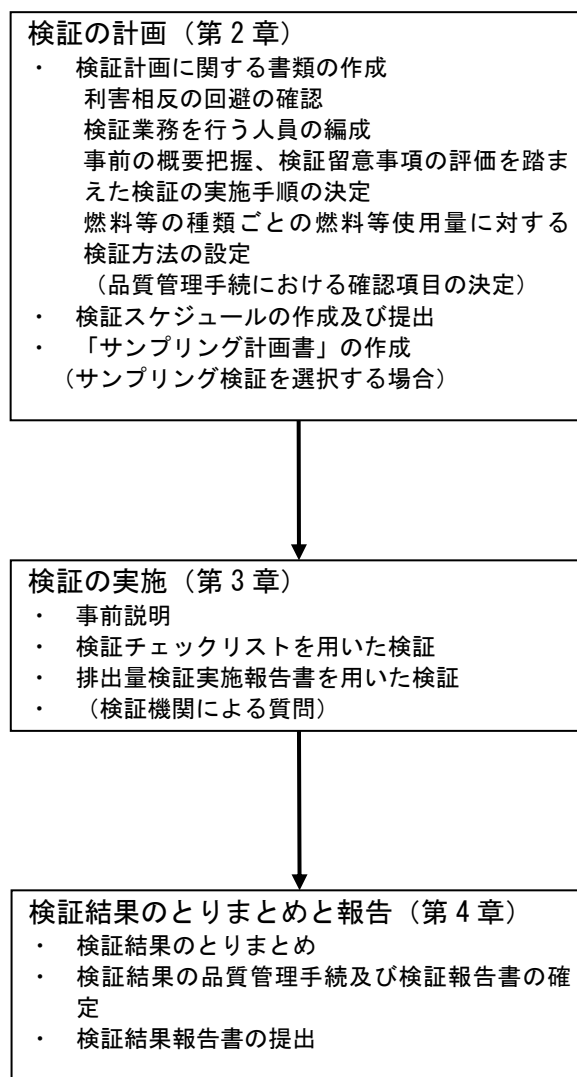 検証の計画（第２章）
・　検証計画に関する書類の作成
利害相反の回避の確認
検証業務を行う人員の編成
事前の概要把握、検証留意事項の評価を踏ま
えた検証の実施手順の決定
燃料等の種類ごとの燃料等使用量に対する
検証方法の設定
（品質管理手続における確認項目の決定）
・　検証スケジュールの作成及び提出
・　「サンプリング計画書」の作成
（サンプリング検証を選択する場合）
検証の実施（第３章）
・　事前説明
・　検証チェックリストを用いた検証
・　排出量検証実施報告書を用いた検証
・　（検証機関による質問）
検証結果のとりまとめと報告（第４章）
・　検証結果のとりまとめ
・　検証結果の品質管理手続及び検証報告書の確
定
・　検証結果報告書の提出